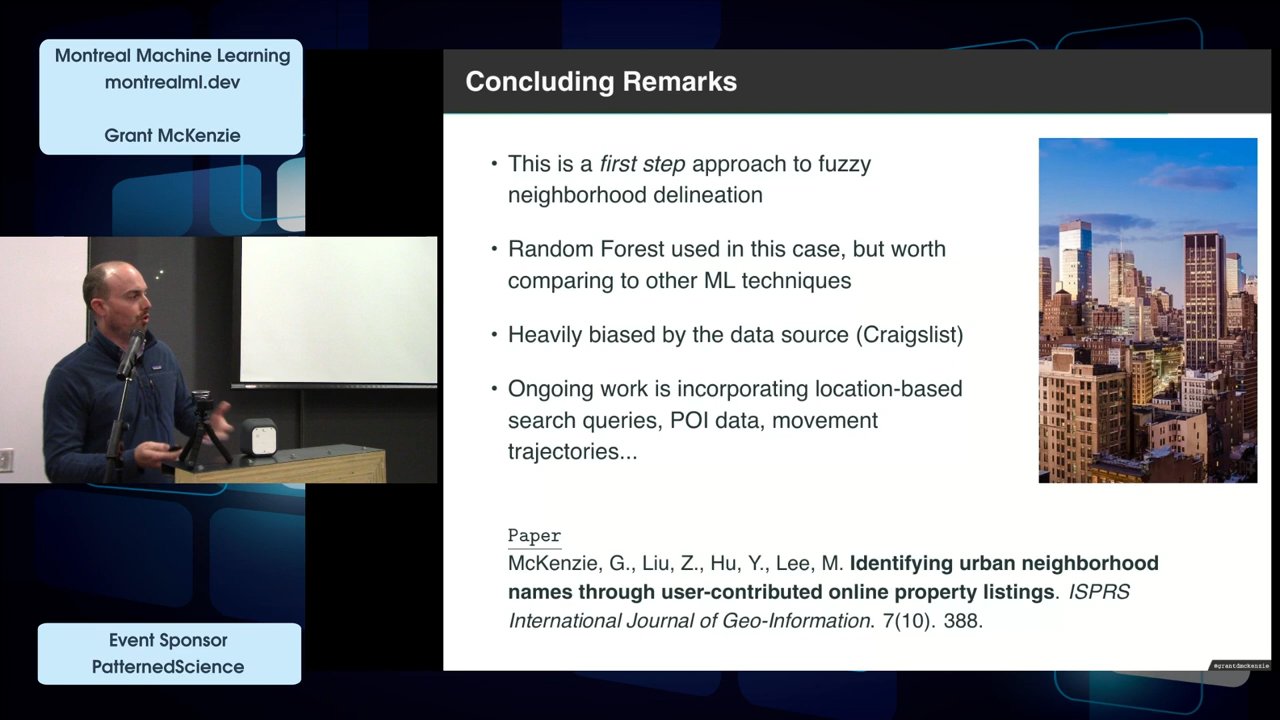 Montreal Machine Learning
montrealml.dev
Grant McKenzie
Concluding Remarks
• This is a first step approach to fuzzy
neighborhood delineation
• Random Forest used in this case, but worth
comparing to other ML techniques
• Heavily biased by the data source (Craigslist)
• Ongoing work is incorporating location-based
search queries, POI data, movement
trajectories...
Paper
McKenzie, G., Liu, Z., Hu, Y., Lee, M. Identifying urban neighborhood
names through user-contributed online property listings. ISPRS
International Journal of Geo-Information. 7(10). 388.
@grantdmckenzie
Event Sponsor
PatternedScience